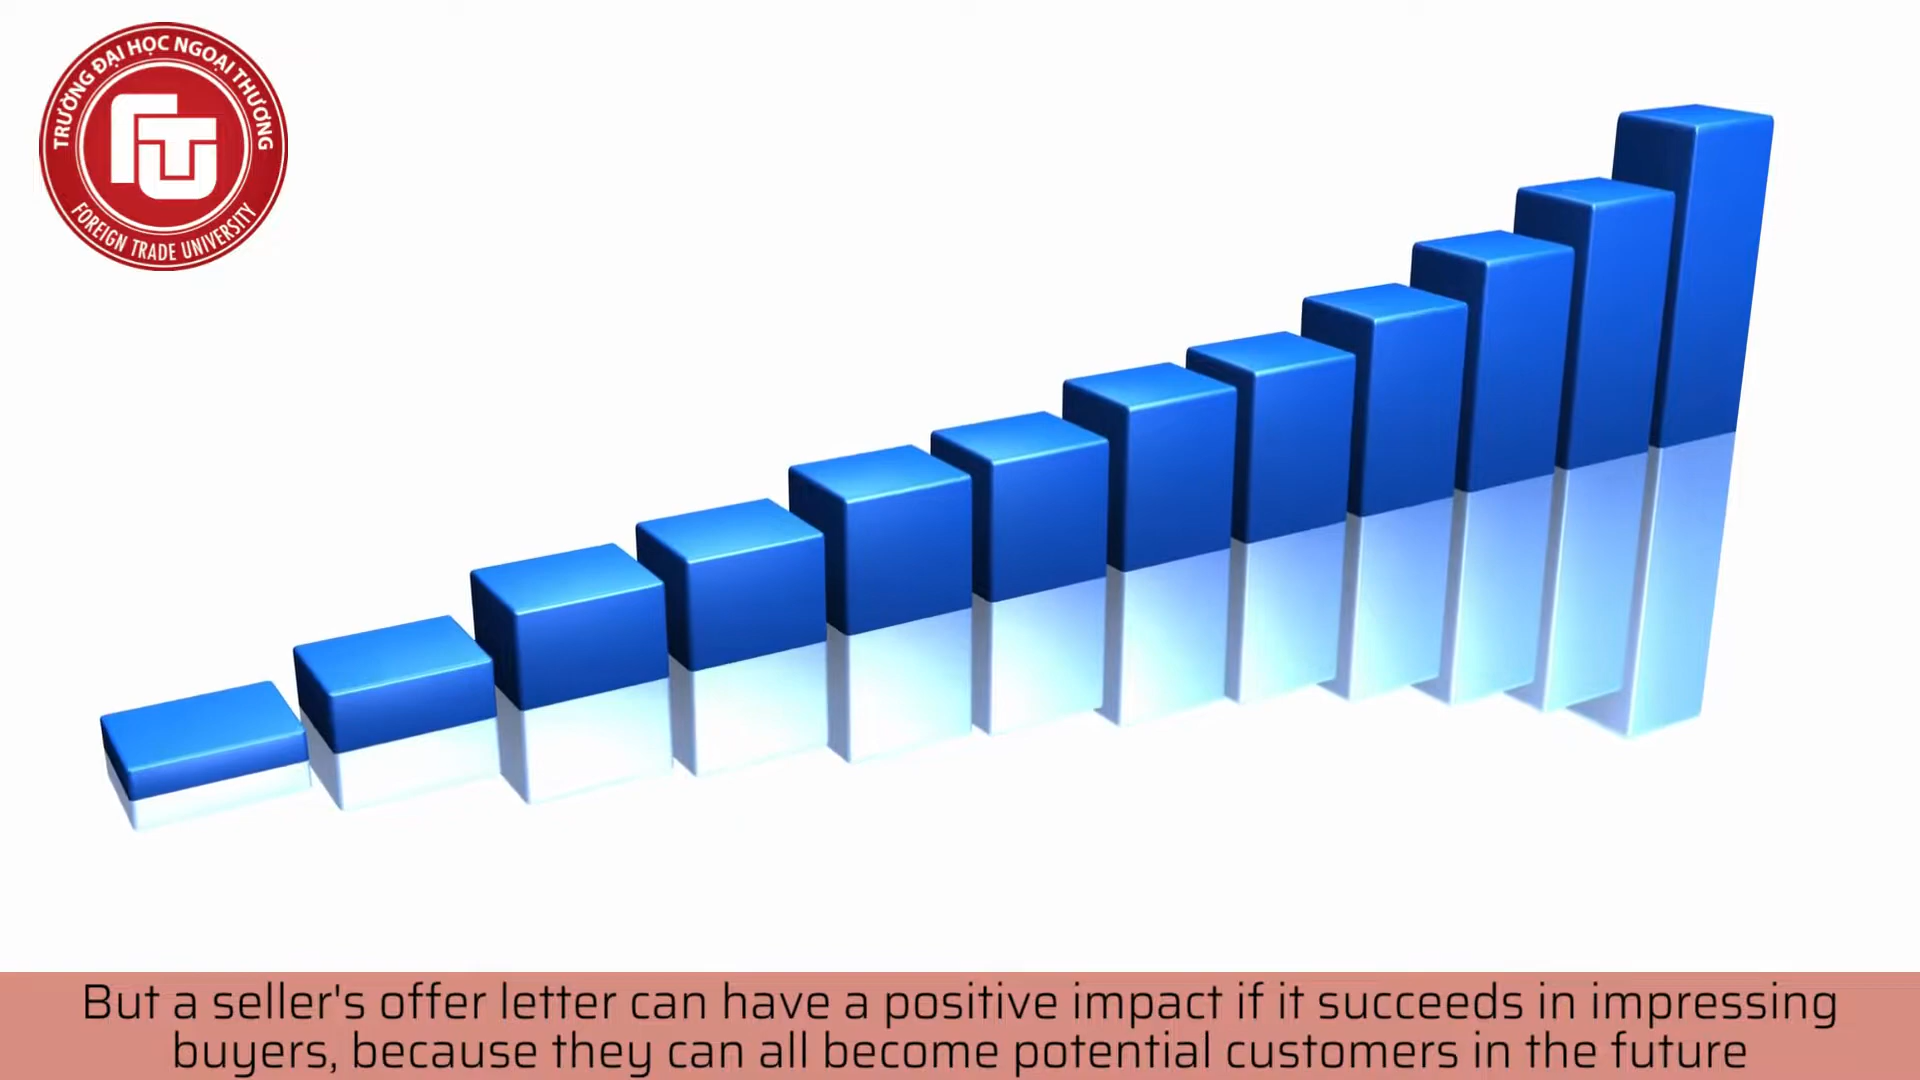 TRƯỜNG ĐẠI HỌC NGOẠI THƯƠNG
FTU
FOREIGN TRADE UNIVERSITY
But a seller's offer letter can have a positive impact if it succeeds in impressing
buyers, because they can all become potential customers in the future